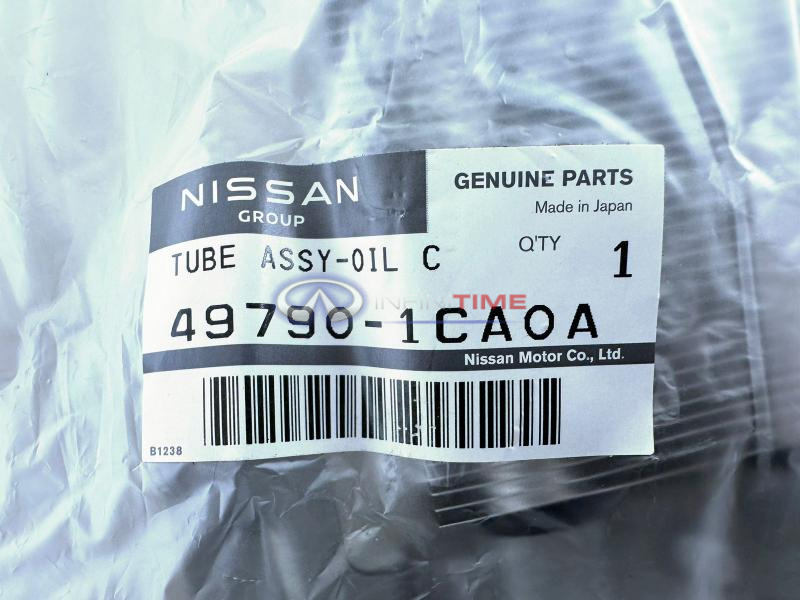 NISSAN
GROUP
GENUINE PARTS
Made in Japan
TUBE ASSY-OIL C
Q'TY 1
INFINITIME
49790-1CA0A
Nissan Motor Co., Ltd.
B1238